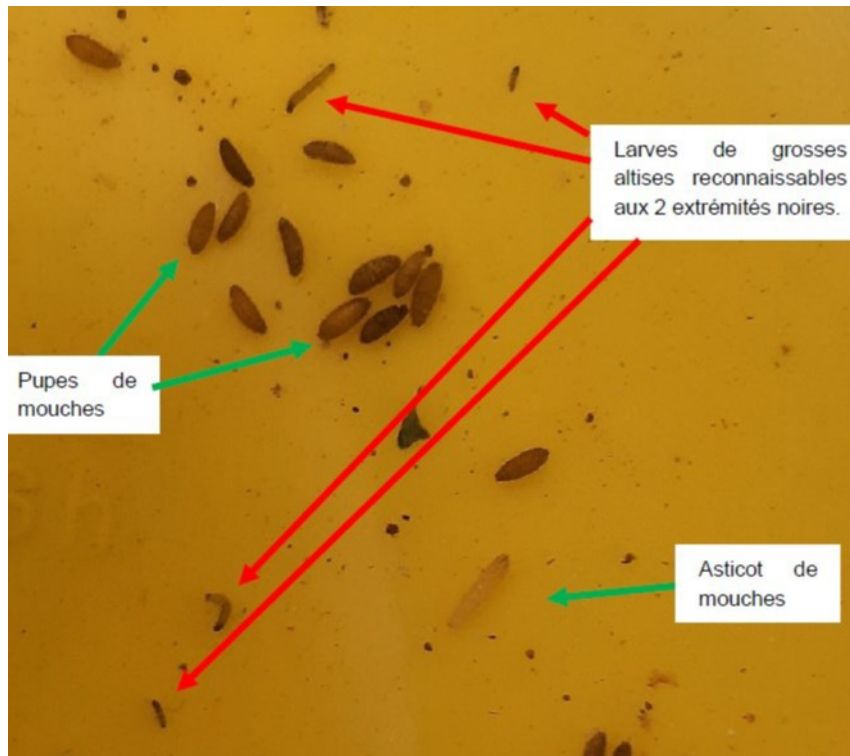 Larves de grosses
altises reconnaissables
aux 2 extrémités noires.
Pupes de
mouches
Asticot de
mouches